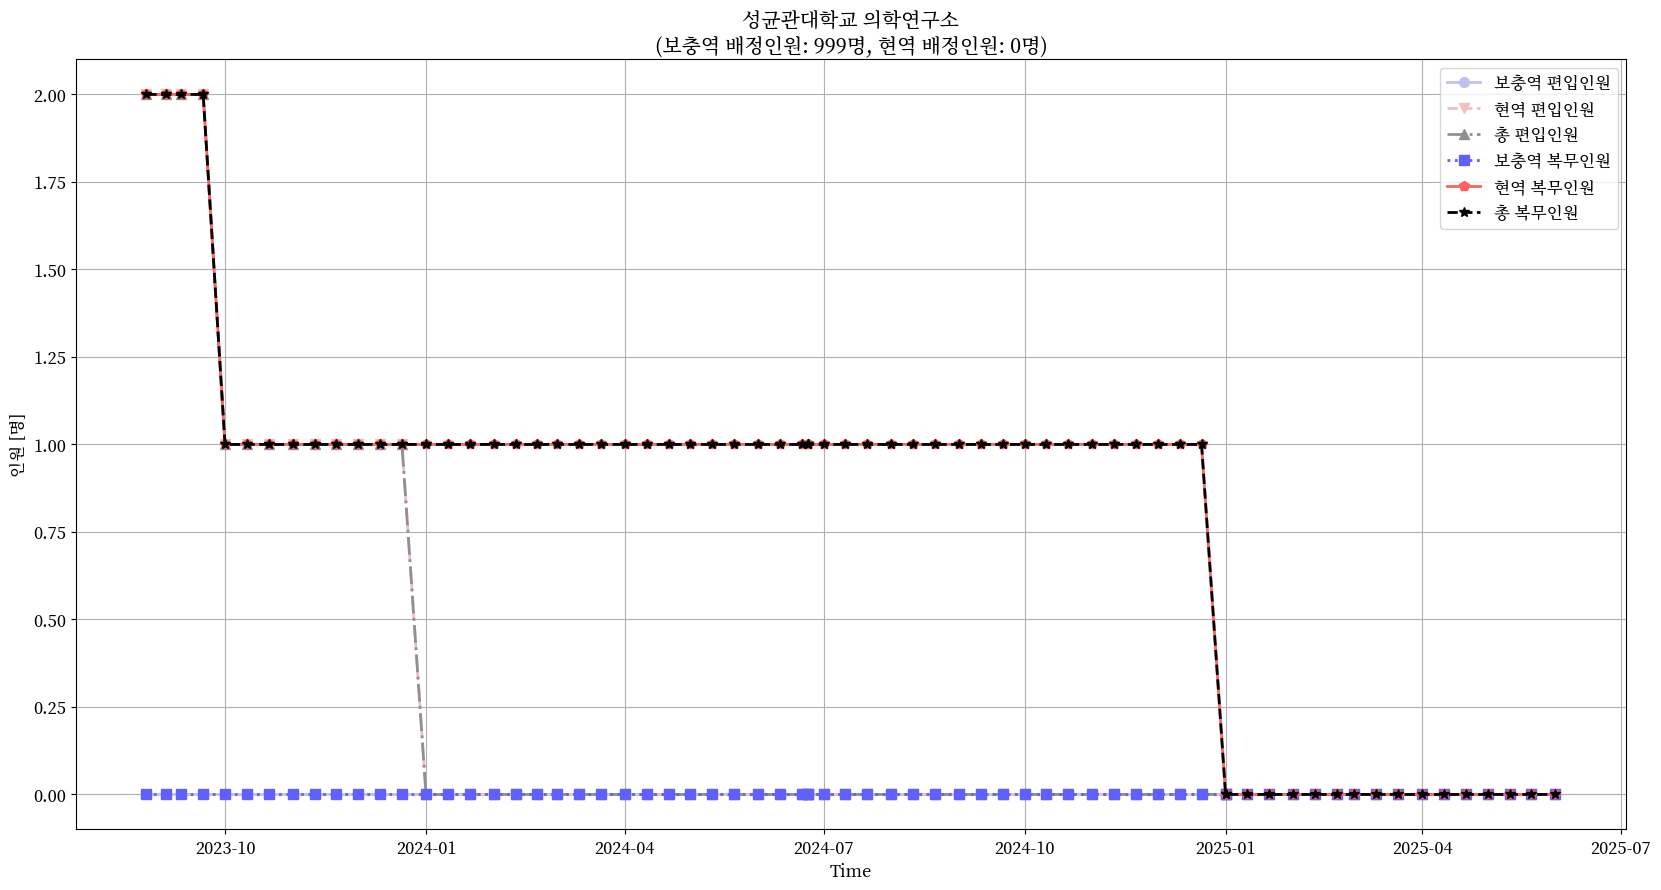 성균관대학교 의학연구소
(보충역 배정인원: 999명, 현역 배정인원: 0명)
보충역 편입인원
현역 편입인원
총 편입인원
보충역 복무인원
현역 복무인원
총 복무인원
인원 [명]
2.00
1.75
1.50
1.25
1.00
0.75
0.50
0.25
0.00
2023-10
2024-01
2024-04
2024-07
2024-10
2025-01
2025-04
2025-07
Time